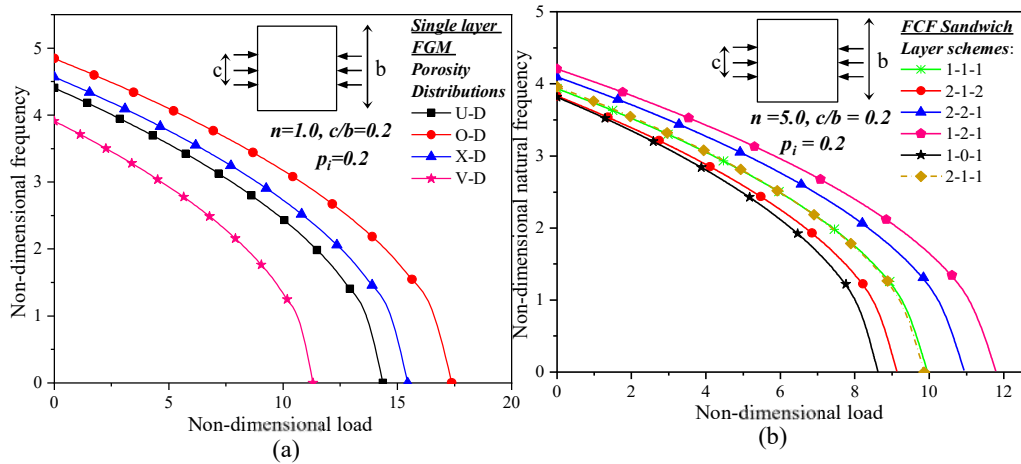 Single layer
FGM
Porosity
Distributions
U-D
O-D
X-D
V-D
c
b
n=1.0, c/b=0.2
p_i=0.2
5
4
3
2
1
0
0
5
10
15
20
Non-dimensional frequency
Non-dimensional load
(a)
FCF Sandwich
Layer schemes:
1-1-1
2-1-2
2-2-1
1-2-1
1-0-1
2-1-1
c
b
n=5.0, c/b= 0.2
p_i = 0.2
5
4
3
2
1
0
0
2
4
6
8
10
12
Non-dimensional natural frequency
Non-dimensional load
(b)